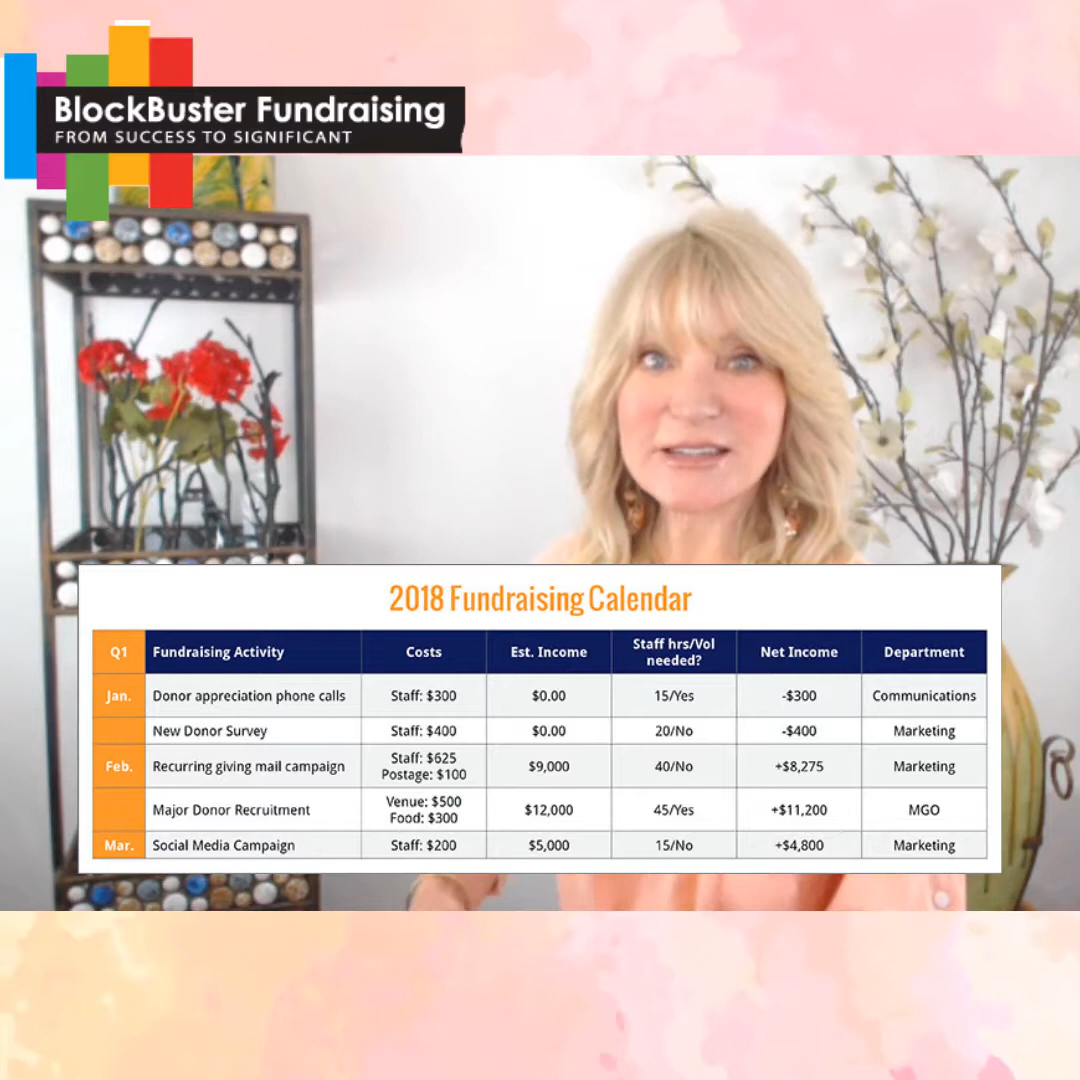 BlockBuster Fundraising
FROM SUCCESS TO SIGNIFICANT
2018 Fundraising Calendar
Q1 Fundraising Activity Costs Est. Income Staff hrs/Vol needed? Net Income Department
Jan. Donor appreciation phone calls Staff: $300 $0.00 15/Yes -$300 Communications
New Donor Survey Staff: $400 $0.00 20/No -$400 Marketing
Feb. Recurring giving mail campaign Staff: $625 Postage: $100 $9,000 40/No +$8,275 Marketing
Major Donor Recruitment Venue: $500 Food: $300 $12,000 45/Yes +$11,200 MGO
Mar. Social Media Campaign Staff: $200 $5,000 15/No +$4,800 Marketing